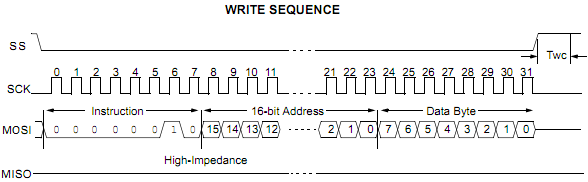 WRITE SEQUENCE
SS
Twc
0 1 2 3 4 5 6 7 8 9 10 11 21 22 23 24 25 26 27 28 29 30 31
SCK
Instruction 16-bit Address Data Byte
MOSI 0 0 0 0 0 0 1 0 15 14 13 12 2 1 0 7 6 5 4 3 2 1 0
High-Impedance
MISO